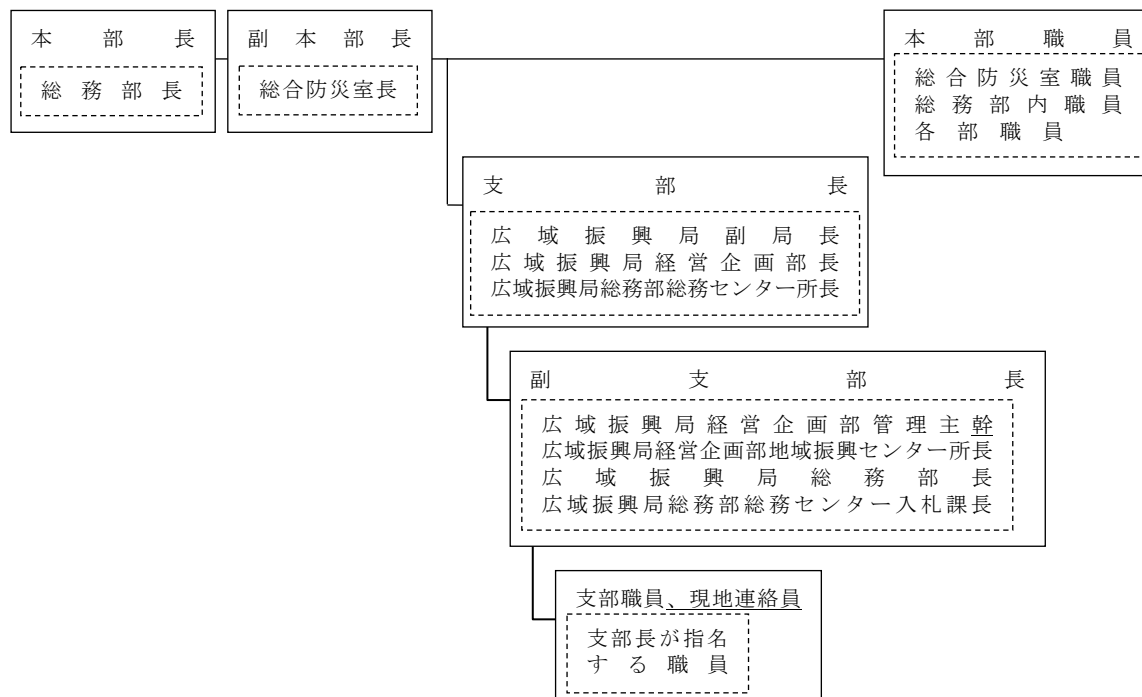 本部長
総務部長
副本部長
総合防災室長
本部職員
総合防災室職員
総務部内職員
各部職員
支部長
広域振興局副局長
広域振興局経営企画部長
広域振興局総務部総務センター所長
副支部長
広域振興局経営企画部管理主幹
広域振興局経営企画部地域振興センター所長
広域振興局総務部長
広域振興局総務部総務センター入札課長
支部職員、現地連絡員
支部長が指名
する職員